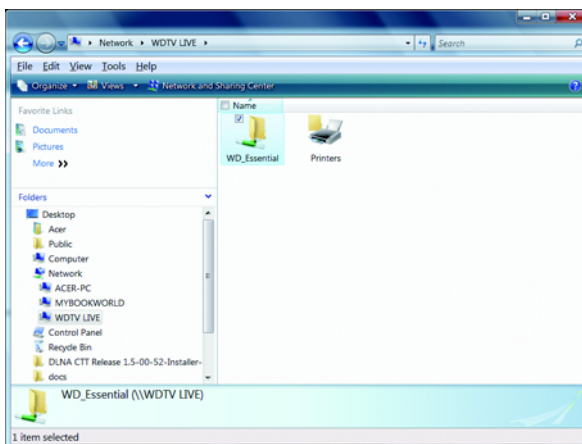 Network WDTV LIVE
Search
File Edit View Tools Help
Organize Views Network and Sharing Center
Favorite Links
Documents
Pictures
More
Folders
Desktop
Acer
Public
Computer
Network
ACER-PC
MYBOOKWORLD
WDTV LIVE
Control Panel
Recycle Bin
DLNA CTT Release 1.5-00-52-Installer-
docs
Name
WD_Essential
Printers
WD_Essential (\\WDTV LIVE)
1 item selected